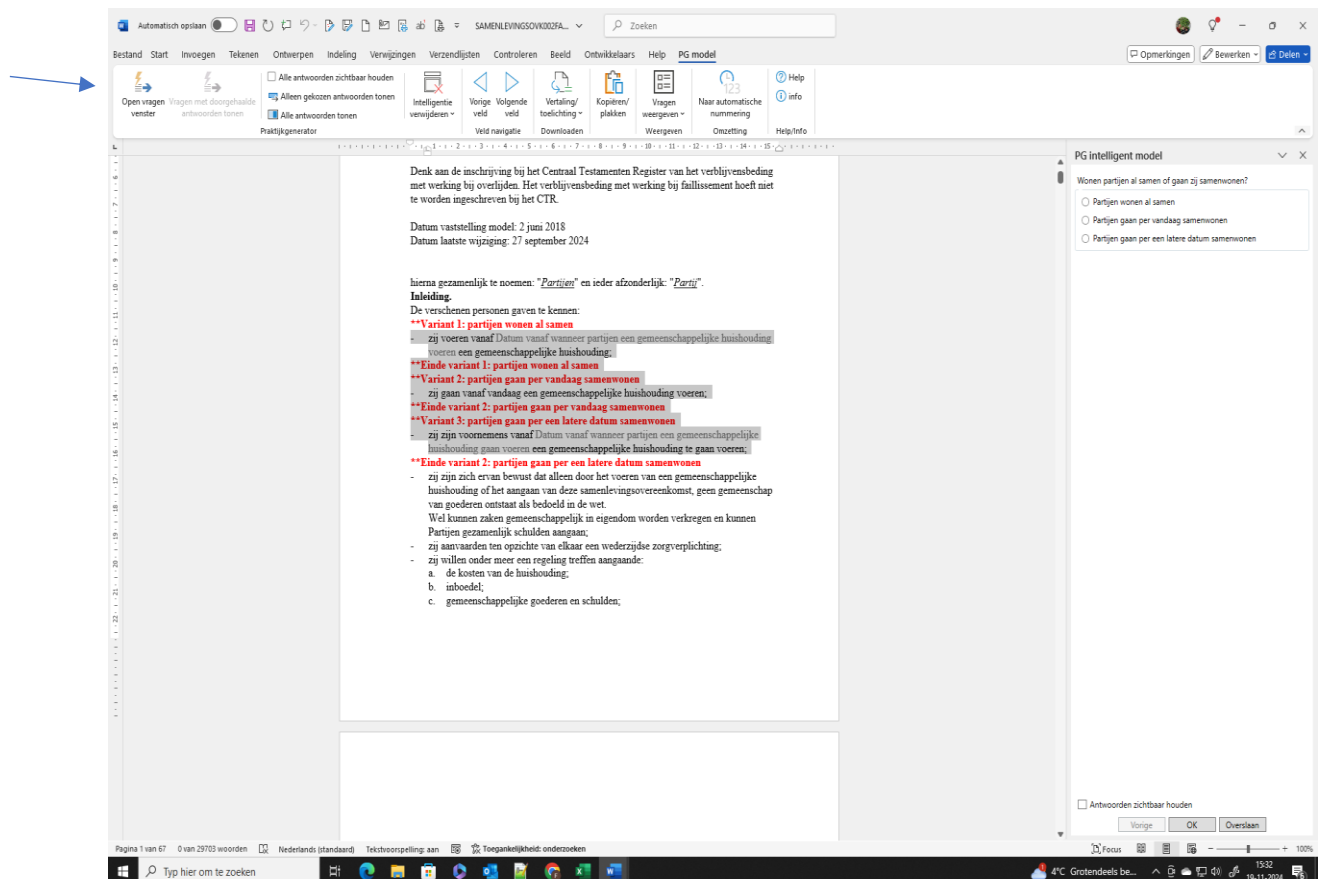 Automatisch opslaan
SAMENLEVINGSOVK002FA...
Zoeken
Bestand Start Invoegen Tekenen Ontwerpen Indeling Verwijzingen Verzendlijsten Controleren Beeld Ontwikkelaars Help PG model
Opmerkingen Bewerken Delen
Open vragen venster
Vragen met doorgehaalde antwoorden tonen
Alle antwoorden zichtbaar houden
Alleen gekozen antwoorden tonen
Alle antwoorden tonen
Praktijkgenerator
Intelligentie verwijderen
Vorige veld
Volgende veld
Veld navigatie
Vertaling/ toelichting
Downloaden
Kopiëren/ plakken
Vragen weergeven
Weergeven
Naar automatische nummering
Omzetting
Help
info
Help/Info
Denk aan de inschrijving bij het Centraal Testamenten Register van het verblijvensbeding
met werking bij overlijden. Het verblijvensbeding met werking bij faillissement hoeft niet
te worden ingeschreven bij het CTR.
Datum vaststelling model: 2 juni 2018
Datum laatste wijziging: 27 september 2024
hierna gezamenlijk te noemen: "Partijen" en ieder afzonderlijk: "Partij".
Inleiding.
De verschenen personen gaven te kennen:
**Variant 1: partijen wonen al samen
- zij voeren vanaf Datum vanaf wanneer partijen een gemeenschappelijke huishouding
voeren een gemeenschappelijke huishouding;
**Einde variant 1: partijen wonen al samen
**Variant 2: partijen gaan per vandaag samenwonen
- zij gaan vanaf vandaag een gemeenschappelijke huishouding voeren;
**Einde variant 2: partijen gaan per vandaag samenwonen
**Variant 3: partijen gaan per een latere datum samenwonen
- zij zijn voornemens vanaf Datum vanaf wanneer partijen een gemeenschappelijke
huishouding gaan voeren een gemeenschappelijke huishouding te gaan voeren;
**Einde variant 2: partijen gaan per een latere datum samenwonen
- zij zijn zich ervan bewust dat alleen door het voeren van een gemeenschappelijke
huishouding of het aangaan van deze samenlevingsovereenkomst, geen gemeenschap
van goederen ontstaat als bedoeld in de wet.
Wel kunnen zaken gemeenschappelijk in eigendom worden verkregen en kunnen
Partijen gezamenlijk schulden aangaan;
- zij aanvaarden ten opzichte van elkaar een wederzijdse zorgverplichting;
- zij willen onder meer een regeling treffen aangaande:
a. de kosten van de huishouding;
b. inboedel;
c. gemeenschappelijke goederen en schulden;
PG intelligent model
Wonen partijen al samen of gaan zij samenwonen?
Partijen wonen al samen
Partijen gaan per vandaag samenwonen
Partijen gaan per een latere datum samenwonen
Antwoorden zichtbaar houden
Vorige OK Overslaan
Pagina 1 van 67 0 van 29703 woorden Nederlands (standaard) Tekstvoorspelling: aan Toegankelijkheid: onderzoeken
Focus 100%
Typ hier om te zoeken
4°C Grotendeels be...
15:32
19-11-2024